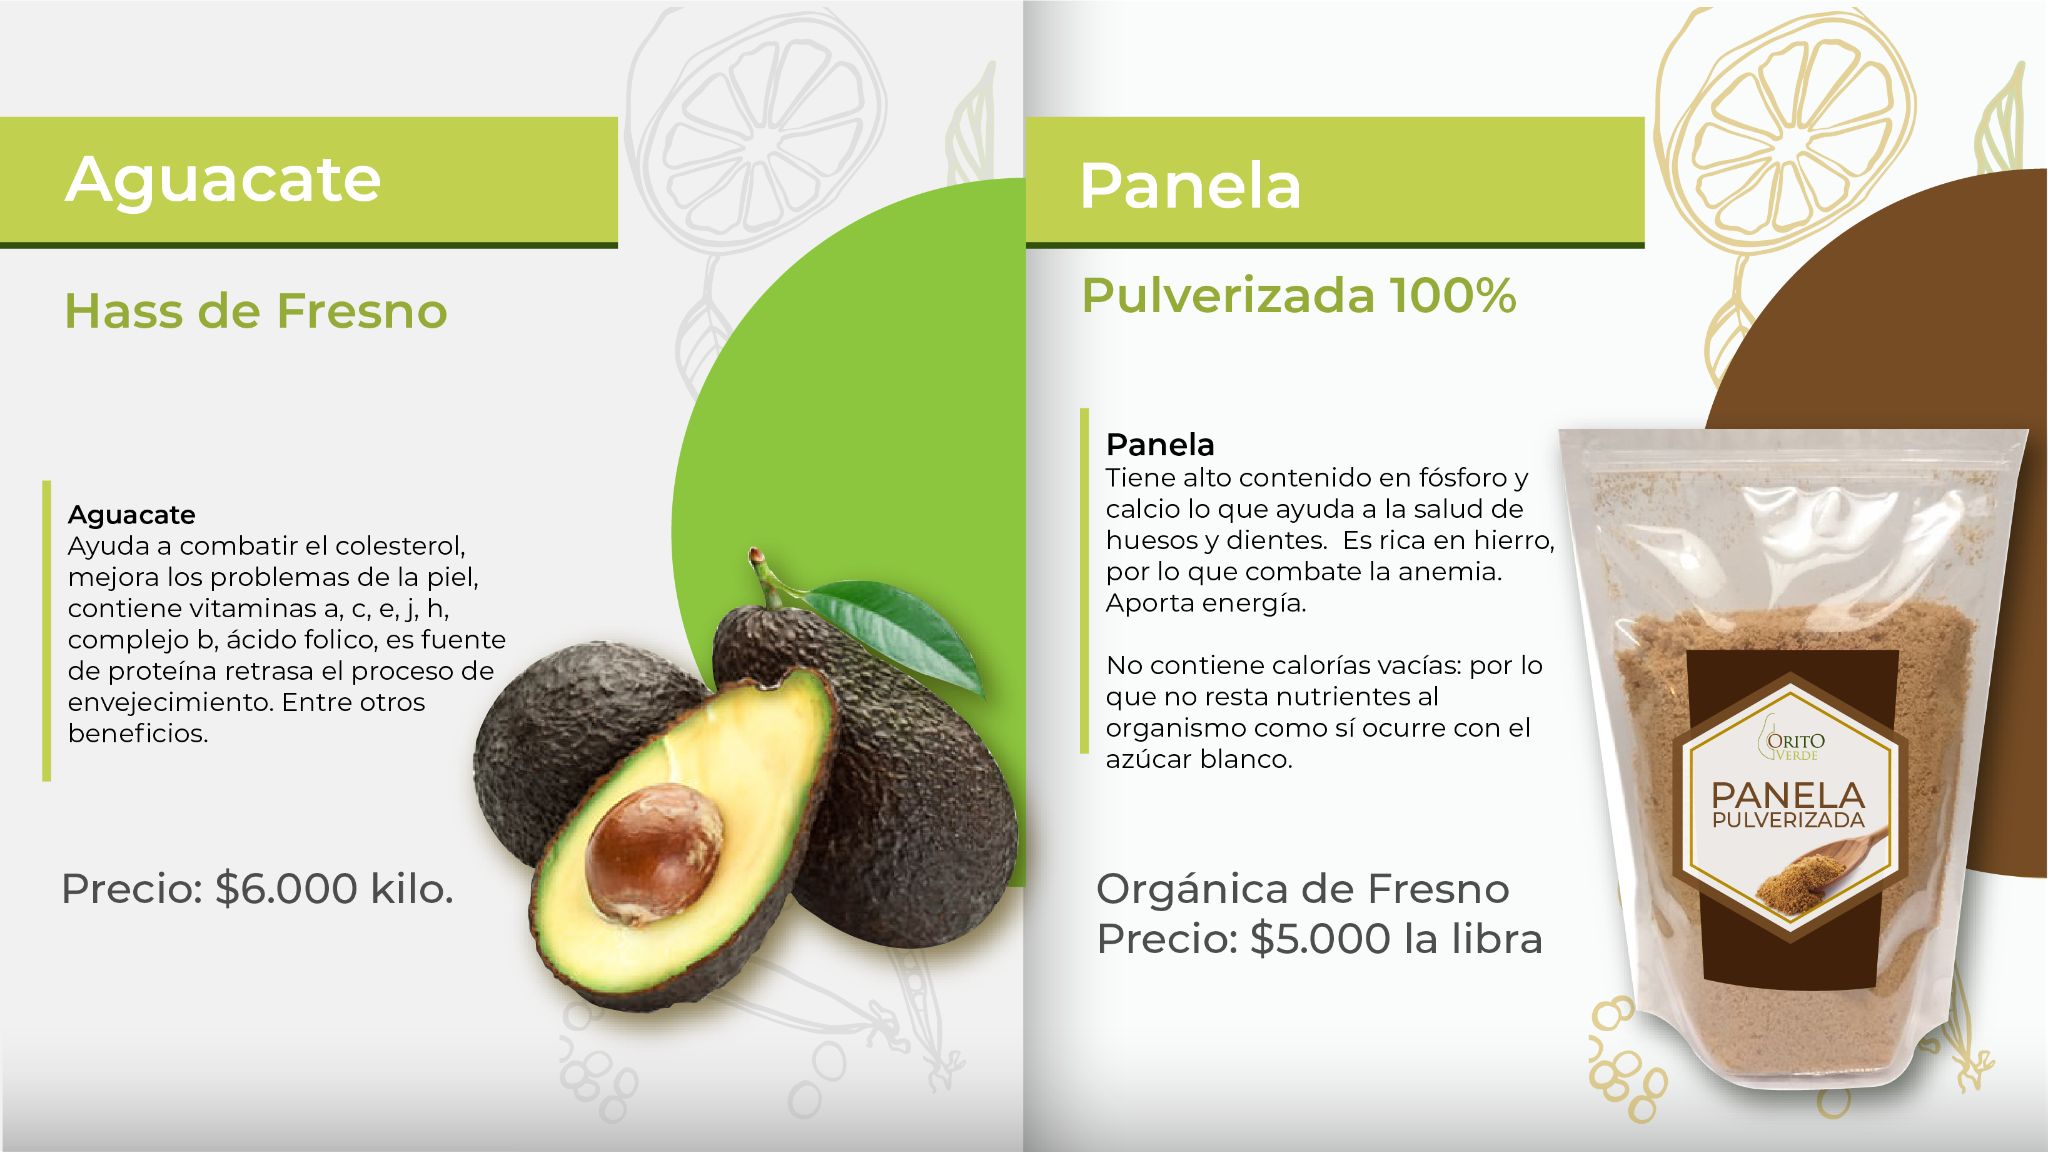 Aguacate
Hass de Fresno
Aguacate
Ayuda a combatir el colesterol,
mejora los problemas de la piel,
contiene vitaminas a, c, e, j, h,
complejo b, ácido folico, es fuente
de proteína retrasa el proceso de
envejecimiento. Entre otros
beneficios.
Precio: $6.000 kilo.
Panela
Pulverizada 100%
Panela
Tiene alto contenido en fósforo y
calcio lo que ayuda a la salud de
huesos y dientes.  Es rica en hierro,
por lo que combate la anemia.
Aporta energía.
No contiene calorías vacías: por lo
que no resta nutrientes al
organismo como sí ocurre con el
azúcar blanco.
Orgánica de Fresno
Precio: $5.000 la libra
ORITO
VERDE
PANELA
PULVERIZADA